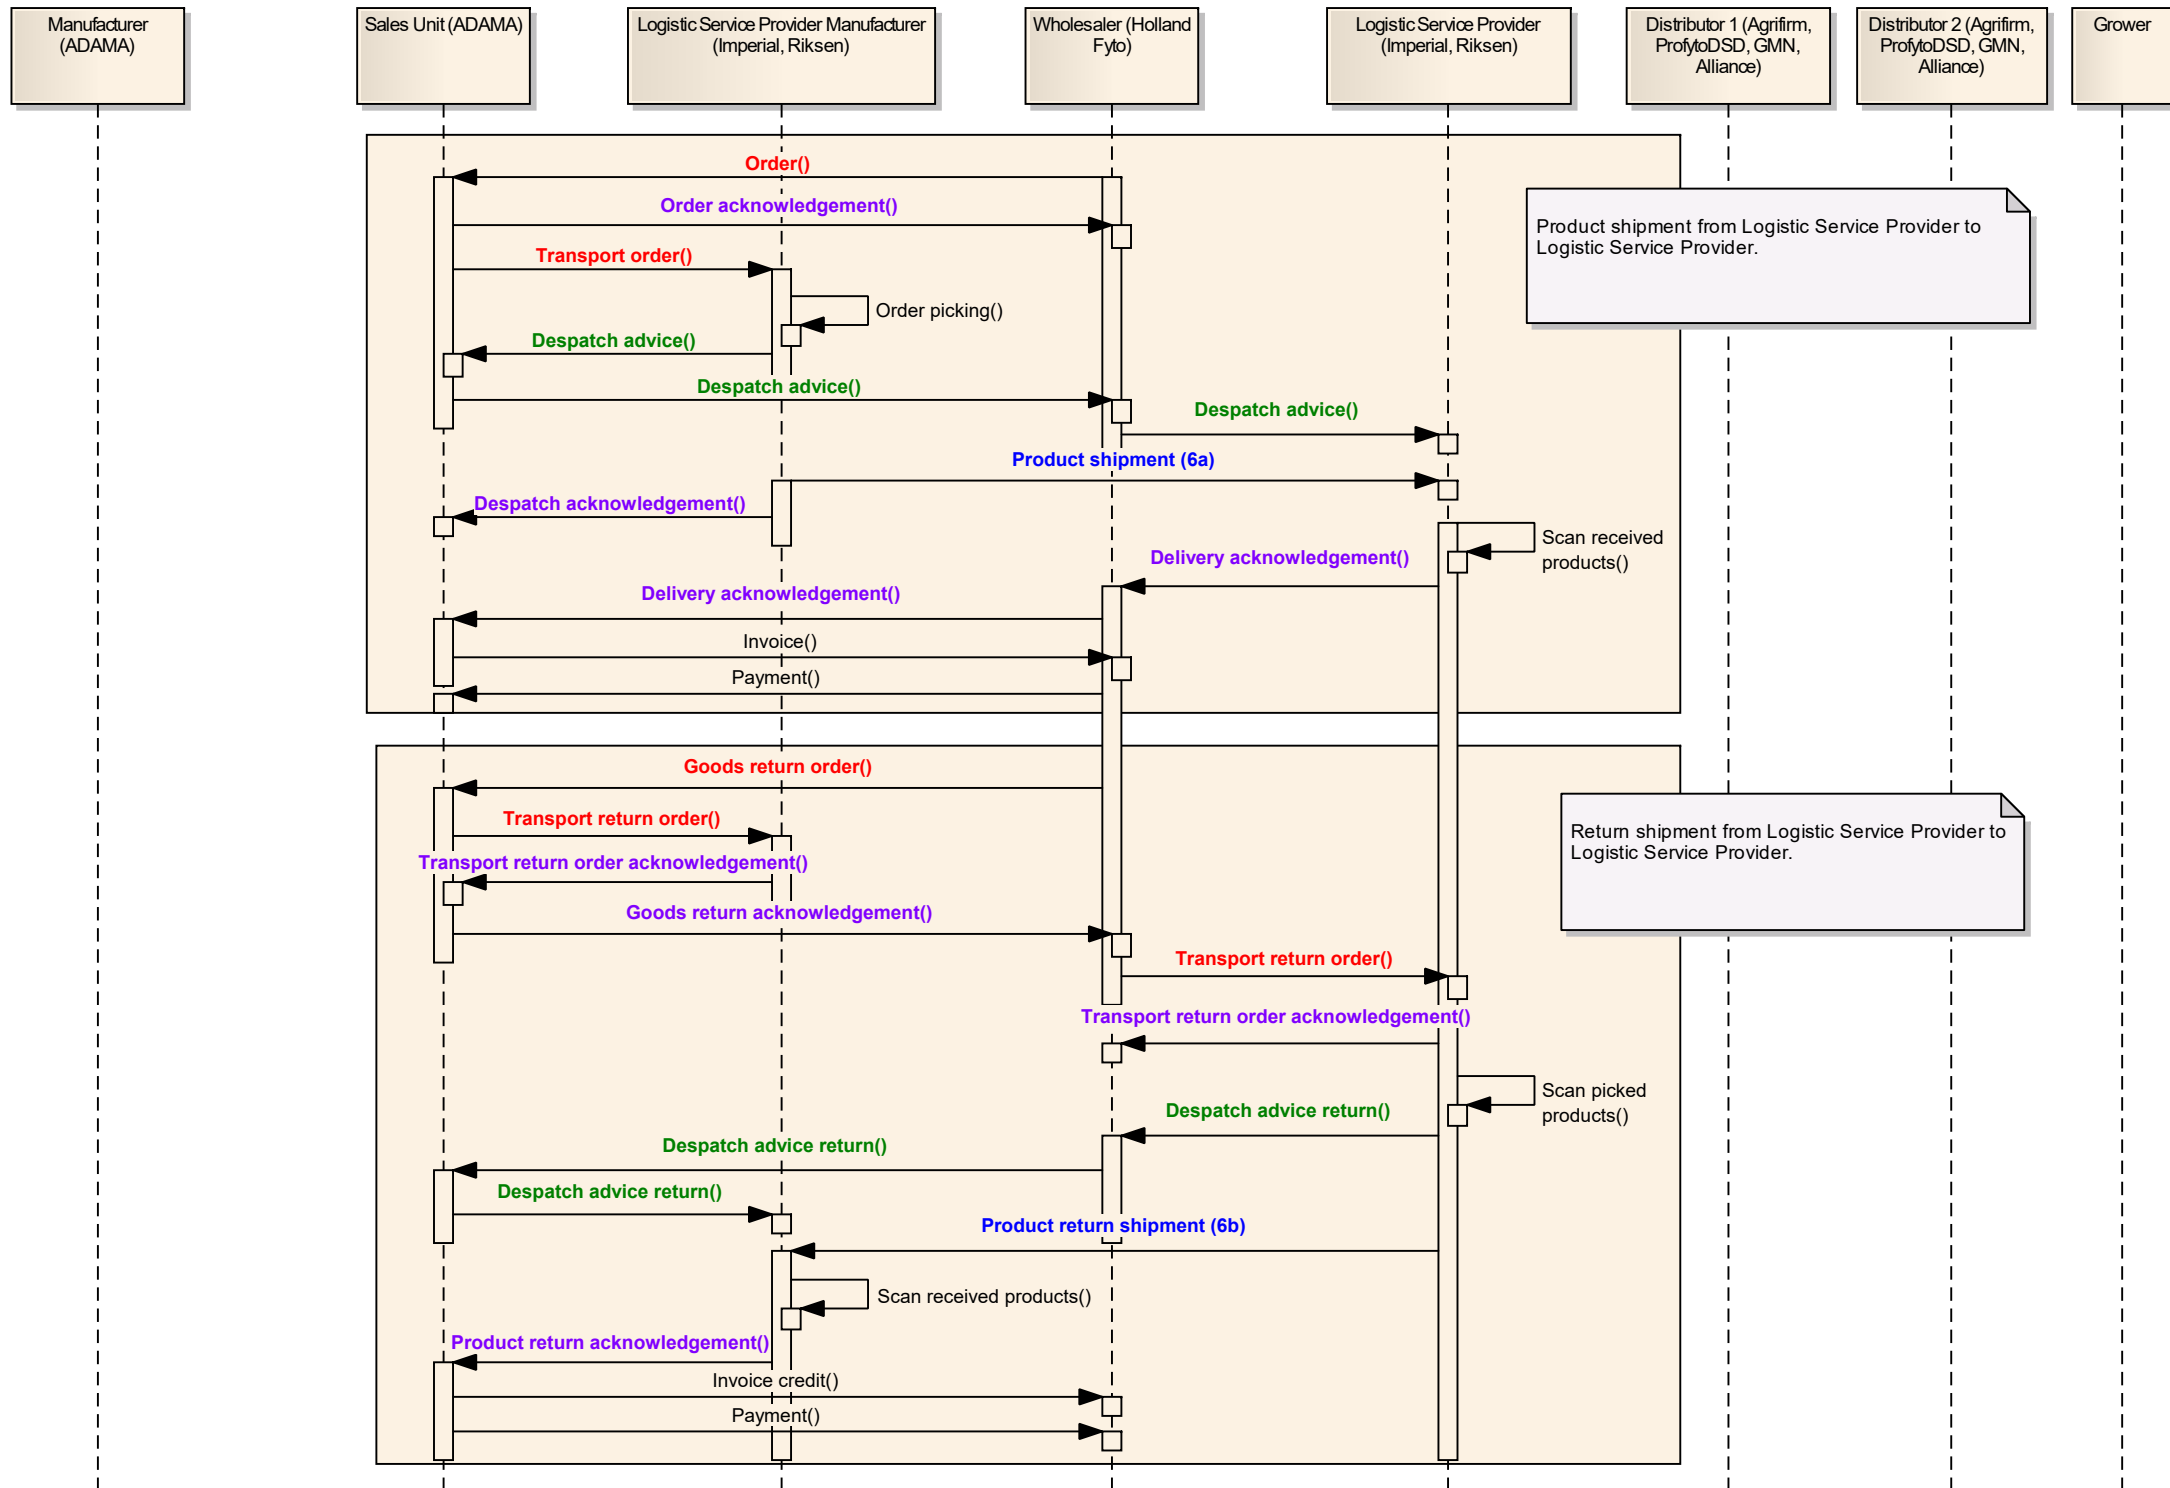 Manufacturer
(ADAMA)
Sales Unit (ADAMA)
Logistic Service Provider Manufacturer
(Imperial, Riksen)
Wholesaler (Holland
Fyto)
Logistic Service Provider
(Imperial, Riksen)
Distributor 1 (Agrifirm,
ProfytoDSD, GMN,
Alliance)
Distributor 2 (Agrifirm,
ProfytoDSD, GMN,
Alliance)
Grower
Order()
Order acknowledgement()
Product shipment from Logistic Service Provider to
Logistic Service Provider.
Transport order()
Order picking()
Despatch advice()
Despatch advice()
Despatch advice()
Product shipment (6a)
Despatch acknowledgement()
Scan received
products()
Delivery acknowledgement()
Delivery acknowledgement()
Invoice()
Payment()
Goods return order()
Transport return order()
Return shipment from Logistic Service Provider to
Logistic Service Provider.
Transport return order acknowledgement()
Goods return acknowledgement()
Transport return order()
Transport return order acknowledgement()
Scan picked
products()
Despatch advice return()
Despatch advice return()
Despatch advice return()
Product return shipment (6b)
Scan received products()
Product return acknowledgement()
Invoice credit()
Payment()